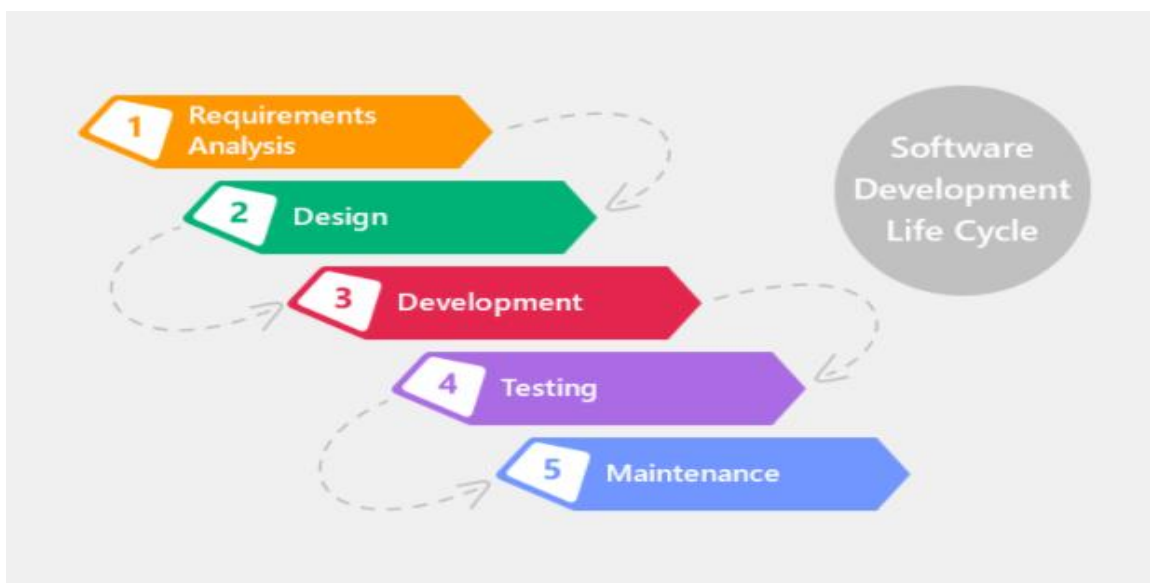 1
Requirements
Analysis
2
Design
3
Development
4
Testing
5
Maintenance
Software
Development
Life Cycle